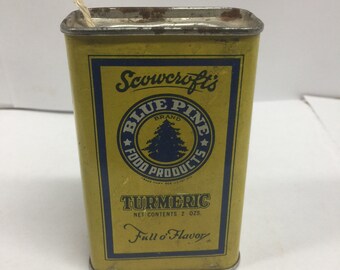 Scowcroft's
BLUE PINE
BRAND
FOOD PRODUCTS
TURMERIC
NET CONTENTS 2 OZS.
Full o' Flavor